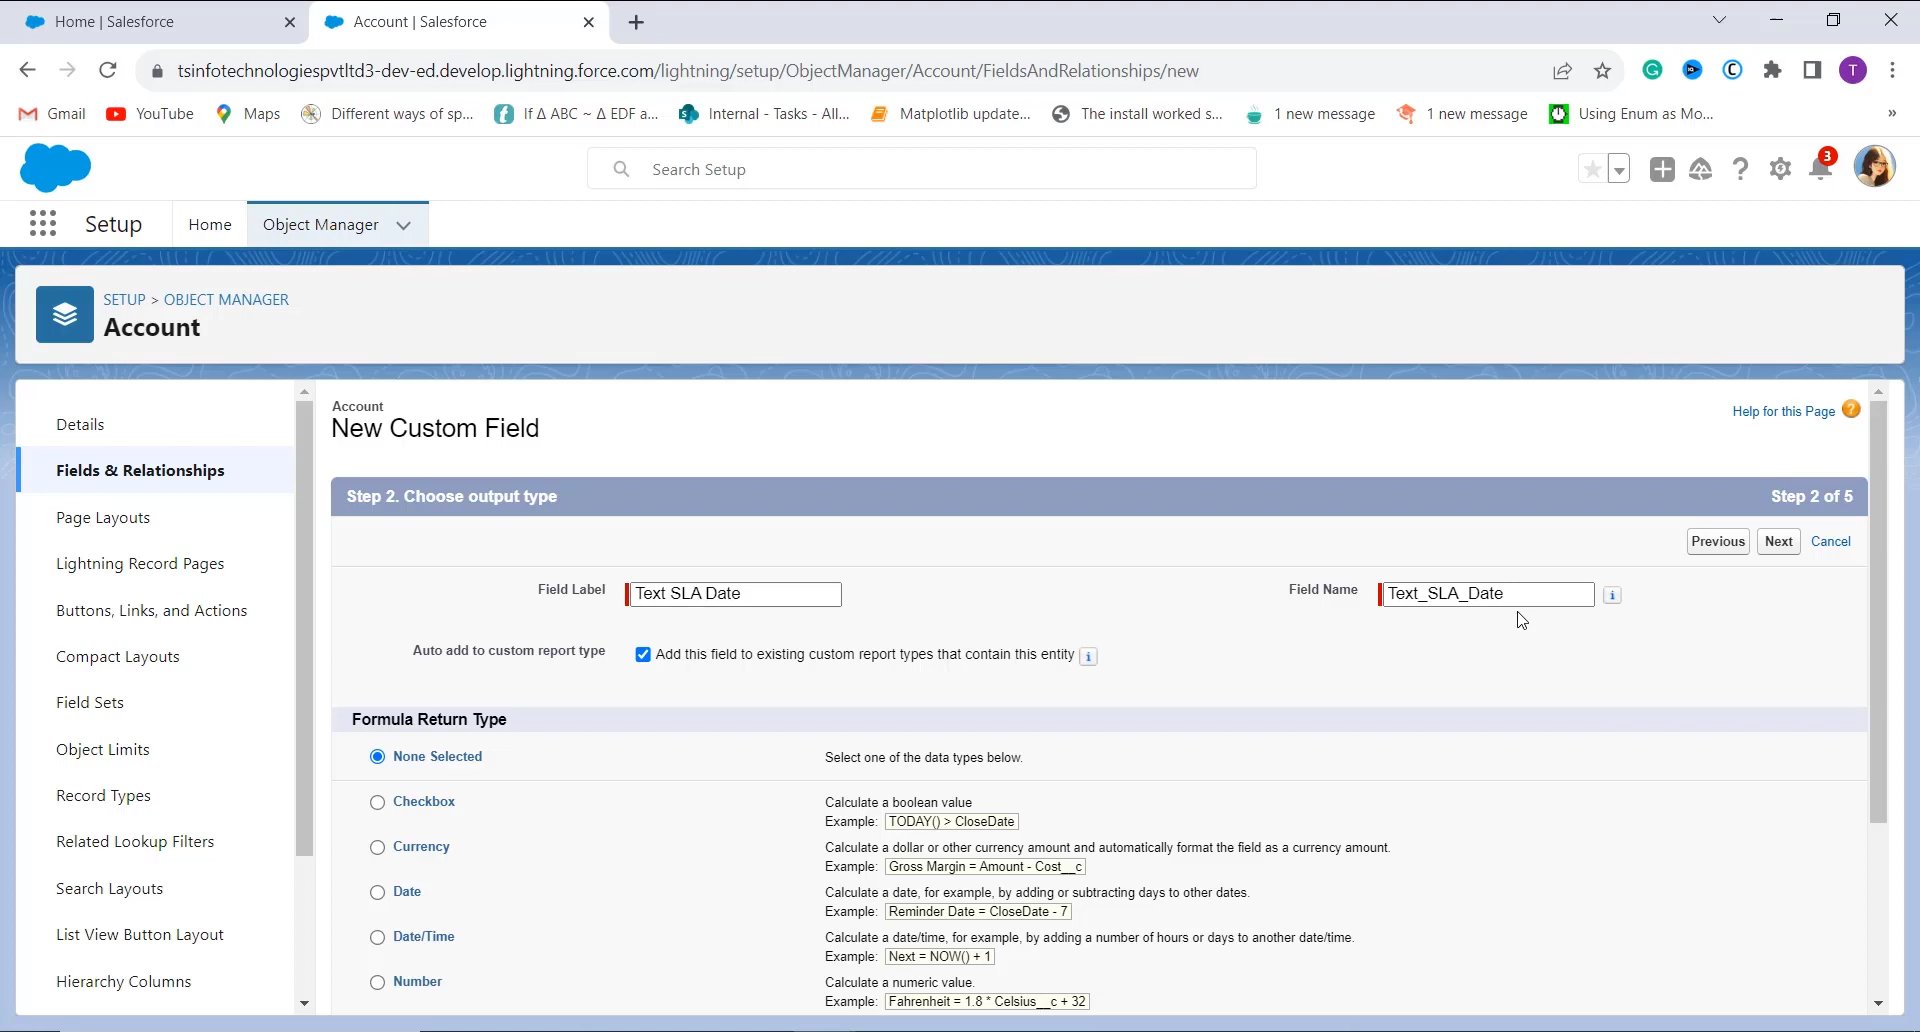 Home | Salesforce
Account | Salesforce
tsinfotechnologiespvtltd3-dev-ed.develop.lightning.force.com/lightning/setup/ObjectManager/Account/FieldsAndRelationships/new
T
Gmail
YouTube
Maps
Different ways of sp...
If Δ ABC ~ Δ EDF a...
Internal - Tasks - All...
Matplotlib update...
The install worked s...
1 new message
1 new message
Using Enum as Mo...
»
Search Setup
3
Setup
Home
Object Manager
SETUP > OBJECT MANAGER
Account
Details
Fields & Relationships
Page Layouts
Lightning Record Pages
Buttons, Links, and Actions
Compact Layouts
Field Sets
Object Limits
Record Types
Related Lookup Filters
Search Layouts
List View Button Layout
Hierarchy Columns
Account
New Custom Field
Help for this Page ?
Step 2. Choose output type
Step 2 of 5
Previous
Next
Cancel
Field Label
Text SLA Date
Field Name
Text_SLA_Date
i
Auto add to custom report type
Add this field to existing custom report types that contain this entity
i
Formula Return Type
None Selected
Select one of the data types below.
Checkbox
Calculate a boolean value
Example: TODAY() > CloseDate
Currency
Calculate a dollar or other currency amount and automatically format the field as a currency amount.
Example: Gross Margin = Amount - Cost__c
Date
Calculate a date, for example, by adding or subtracting days to other dates.
Example: Reminder Date = CloseDate - 7
Date/Time
Calculate a date/time, for example, by adding a number of hours or days to another date/time.
Example: Next = NOW() + 1
Number
Calculate a numeric value.
Example: Fahrenheit = 1.8 * Celsius__c + 32